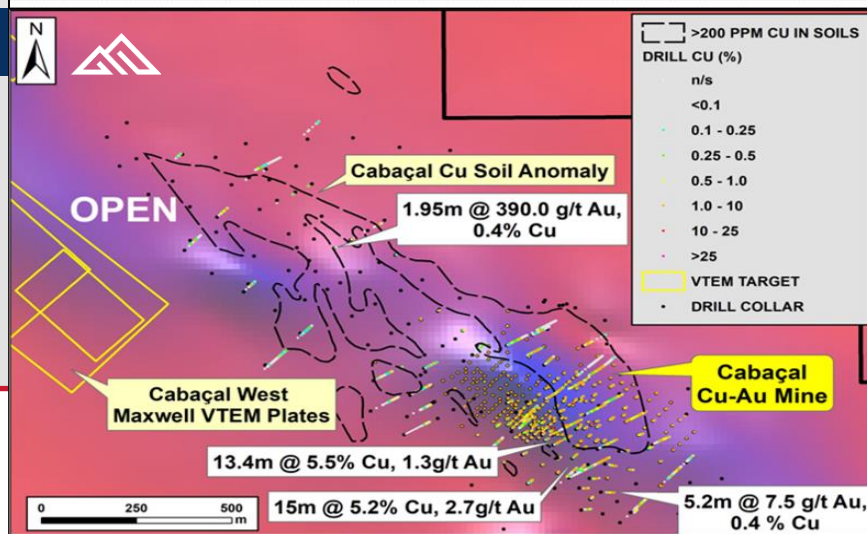 N
>200 PPM CU IN SOILS
DRILL CU (%)
n/s
<0.1
0.1 - 0.25
0.25 - 0.5
0.5 - 1.0
1.0 - 10
10 - 25
>25
VTEM TARGET
DRILL COLLAR
Cabaçal Cu Soil Anomaly
OPEN
1.95m @ 390.0 g/t Au,
0.4% Cu
Cabaçal West
Maxwell VTEM Plates
Cabaçal
Cu-Au Mine
13.4m @ 5.5% Cu, 1.3g/t Au
15m @ 5.2% Cu, 2.7g/t Au
5.2m @ 7.5 g/t Au,
0.4 % Cu
0 250 500
m